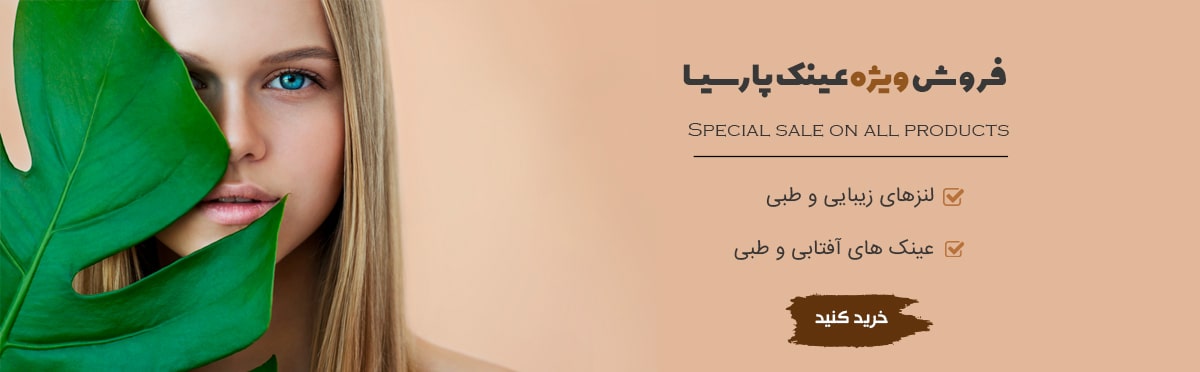 فروش ویژه عینک پارسیا
SPECIAL SALE ON ALL PRODUCTS
لنزهای زیبایی و طبی
عینک های آفتابی و طبی
خرید کنید